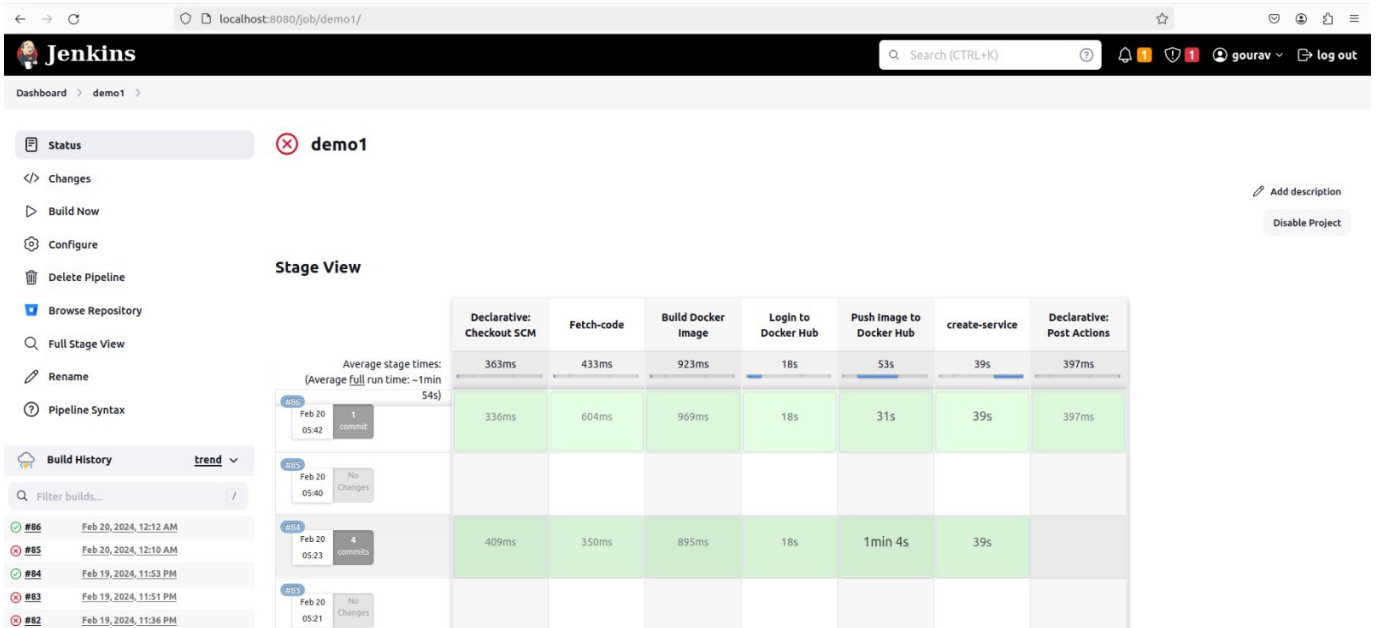 localhost:8080/job/demo1/
Jenkins
Search (CTRL+K)
?
1
1
gourav
log out
Dashboard > demo1 >
Status
Changes
Build Now
Configure
Delete Pipeline
Browse Repository
Full Stage View
Rename
Pipeline Syntax
Build History
trend
Filter builds...
/
#86 Feb 20, 2024, 12:12 AM
#85 Feb 20, 2024, 12:10 AM
#84 Feb 19, 2024, 11:53 PM
#83 Feb 19, 2024, 11:51 PM
#82 Feb 19, 2024, 11:36 PM
demo1
Add description
Disable Project
Stage View
Declarative: Checkout SCM
Fetch-code
Build Docker Image
Login to Docker Hub
Push Image to Docker Hub
create-service
Declarative: Post Actions
Average stage times:
(Average full run time: ~1min
54s)
363ms 433ms 923ms 18s 53s 39s 397ms
#86
Feb 20
05:42
1
commit
336ms 604ms 969ms 18s 31s 39s 397ms
#85
Feb 20
05:40
No
Changes
#84
Feb 20
05:23
4
commits
409ms 350ms 895ms 18s 1min 4s 39s
#83
Feb 20
05:21
No
Changes